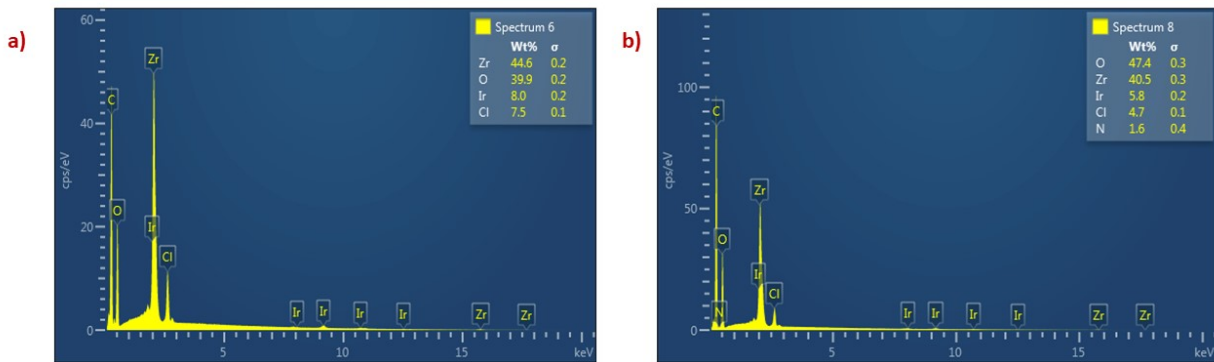 a)
Spectrum 6
Wt% σ
Zr 44.6 0.2
O 39.9 0.2
Ir 8.0 0.2
Cl 7.5 0.1
60
40
20
0
cps/eV
C
O
Zr
Ir
Cl
Ir
Ir
Ir
Ir
Zr
Zr
5
10
15
keV
b)
Spectrum 8
Wt% σ
O 47.4 0.3
Zr 40.5 0.3
Ir 5.8 0.2
Cl 4.7 0.1
N 1.6 0.4
100
50
0
cps/eV
C
O
N
Zr
Ir
Cl
Ir
Ir
Ir
Ir
Zr
Zr
5
10
15
keV